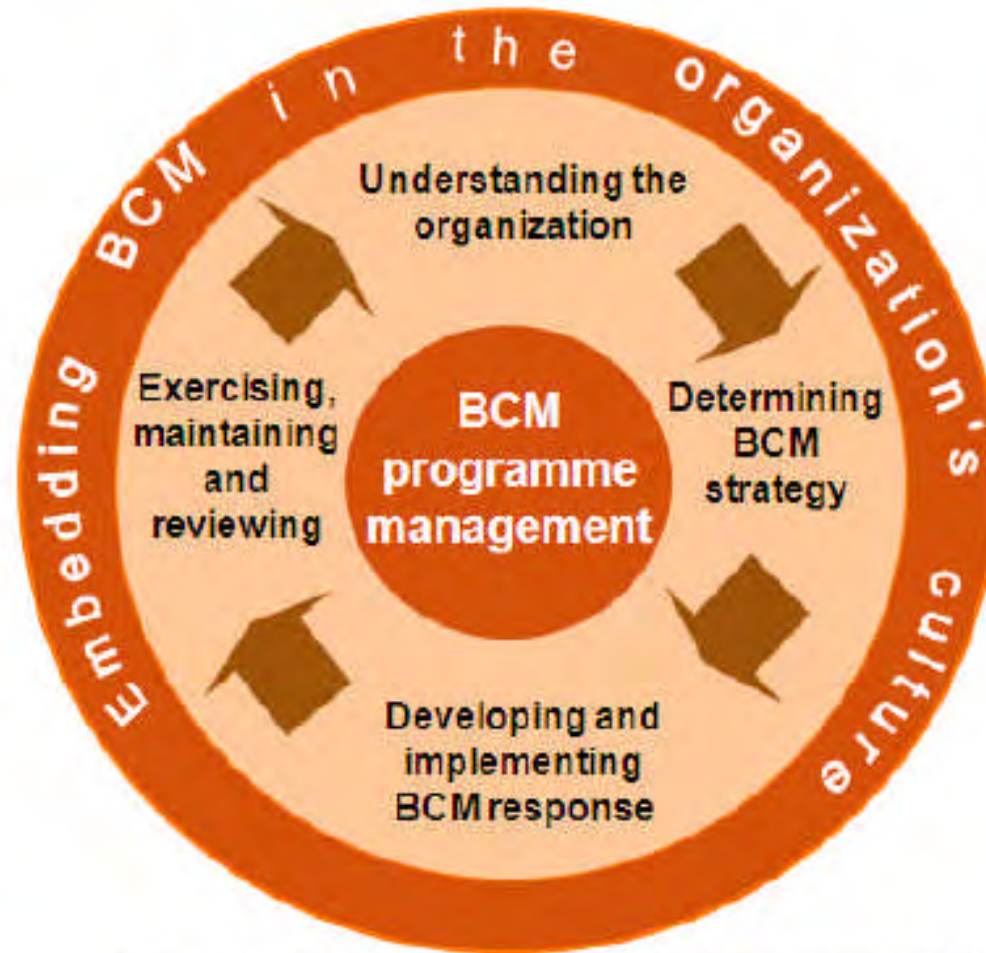 Embedding BCM in the organization's culture
Understanding the
organization
Determining
BCM
strategy
Developing and
implementing
BCM response
Exercising,
maintaining
and
reviewing
BCM
programme
management